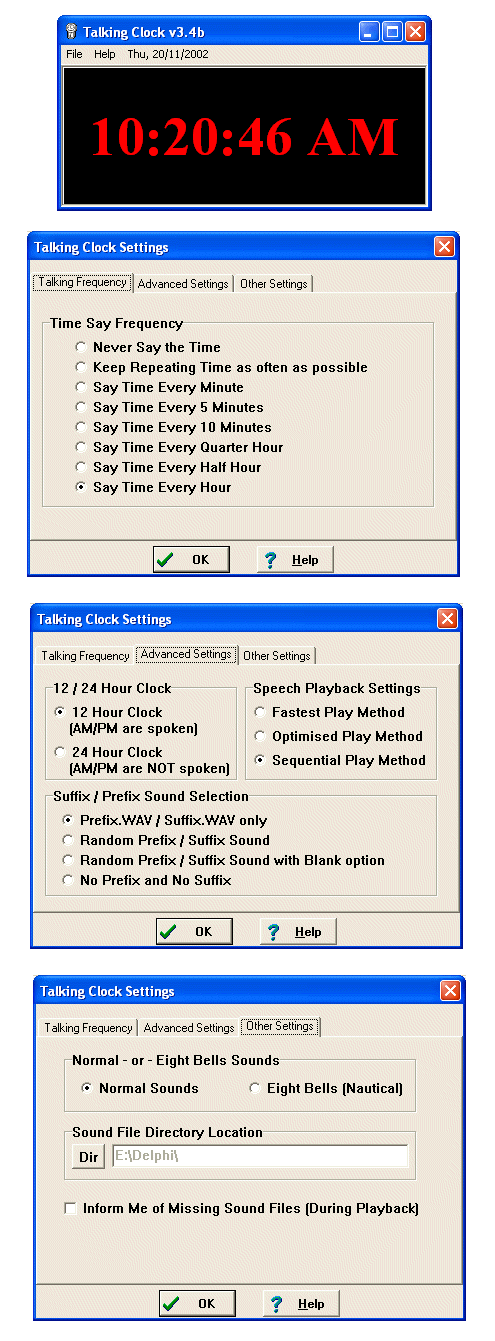 Talking Clock v3.4b
File Help Thu, 20/11/2002
10:20:46 AM
Talking Clock Settings
Talking Frequency Advanced Settings Other Settings
Time Say Frequency
Never Say the Time
Keep Repeating Time as often as possible
Say Time Every Minute
Say Time Every 5 Minutes
Say Time Every 10 Minutes
Say Time Every Quarter Hour
Say Time Every Half Hour
Say Time Every Hour
OK Help
Talking Clock Settings
Talking Frequency Advanced Settings Other Settings
12 / 24 Hour Clock
12 Hour Clock
(AM/PM are spoken)
24 Hour Clock
(AM/PM are NOT spoken)
Speech Playback Settings
Fastest Play Method
Optimised Play Method
Sequential Play Method
Suffix / Prefix Sound Selection
Prefix.WAV / Suffix.WAV only
Random Prefix / Suffix Sound
Random Prefix / Suffix Sound with Blank option
No Prefix and No Suffix
OK Help
Talking Clock Settings
Talking Frequency Advanced Settings Other Settings
Normal - or - Eight Bells Sounds
Normal Sounds Eight Bells (Nautical)
Sound File Directory Location
Dir E:\Delphi\
Inform Me of Missing Sound Files (During Playback)
OK Help